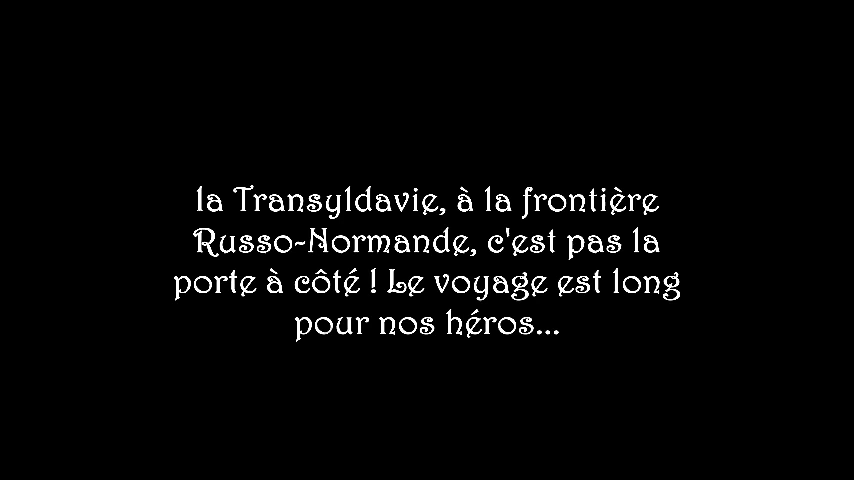 la Transyldavie, à la frontière
Russo-Normande, c'est pas la
porte à côté ! Le voyage est long
pour nos héros...